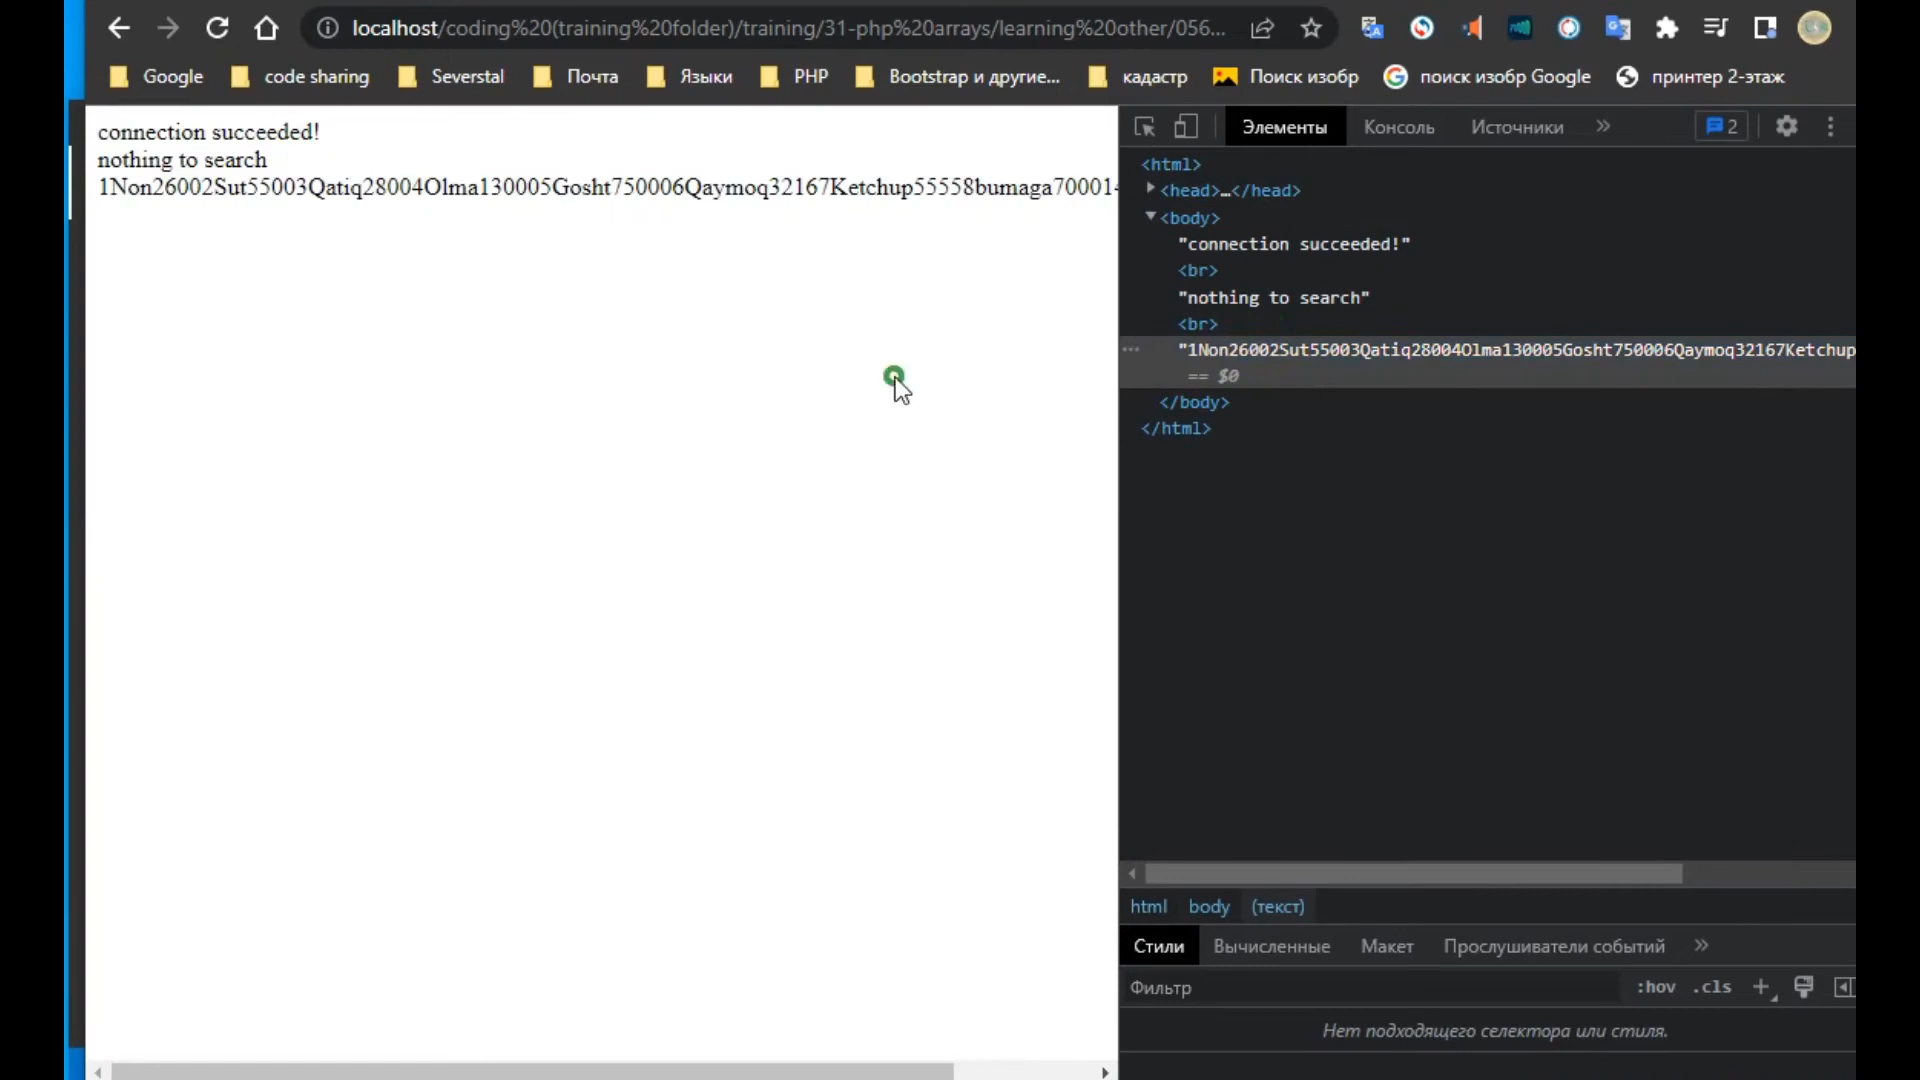 localhost/coding%20(training%20folder)/training/31-php%20arrays/learning%20other/056...
Google code sharing Severstal Почта Языки PHP Bootstrap и другие... кадастр Поиск изобр поиск изобр Google принтер 2-этаж
connection succeeded!
nothing to search
1Non26002Sut55003Qatiq28004Olma130005Gosht750006Qaymoq32167Ketchup55558bumaga70001
Элементы Консоль Источники » 2
<html>
<head>…</head>
<body>
"connection succeeded!"
<br>
"nothing to search"
<br>
"1Non26002Sut55003Qatiq28004Olma130005Gosht750006Qaymoq32167Ketchup
== $0
</body>
</html>
html body (текст)
Стили Вычисленные Макет Прослушиватели событий »
Фильтр :hov .cls +
Нет подходящего селектора или стиля.